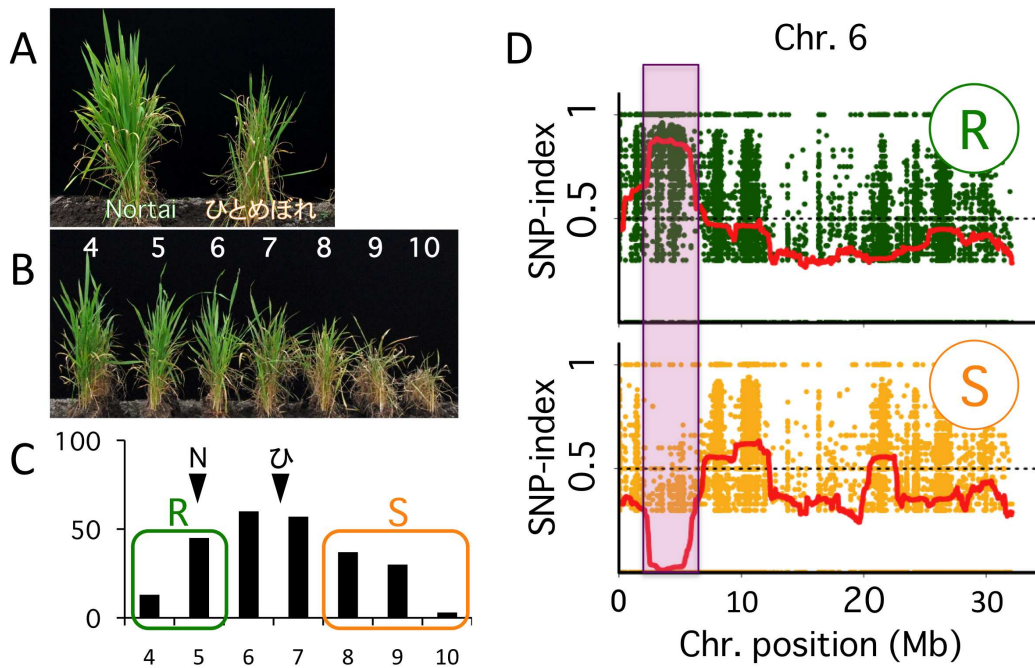 A
Nortai
ひとめぼれ
B
4 5 6 7 8 9 10
C
100
50
0
N
ひ
R
S
4 5 6 7 8 9 10
D
Chr. 6
SNP-index
1
0.5
R
SNP-index
1
0.5
S
0 10 20 30
Chr. position (Mb)